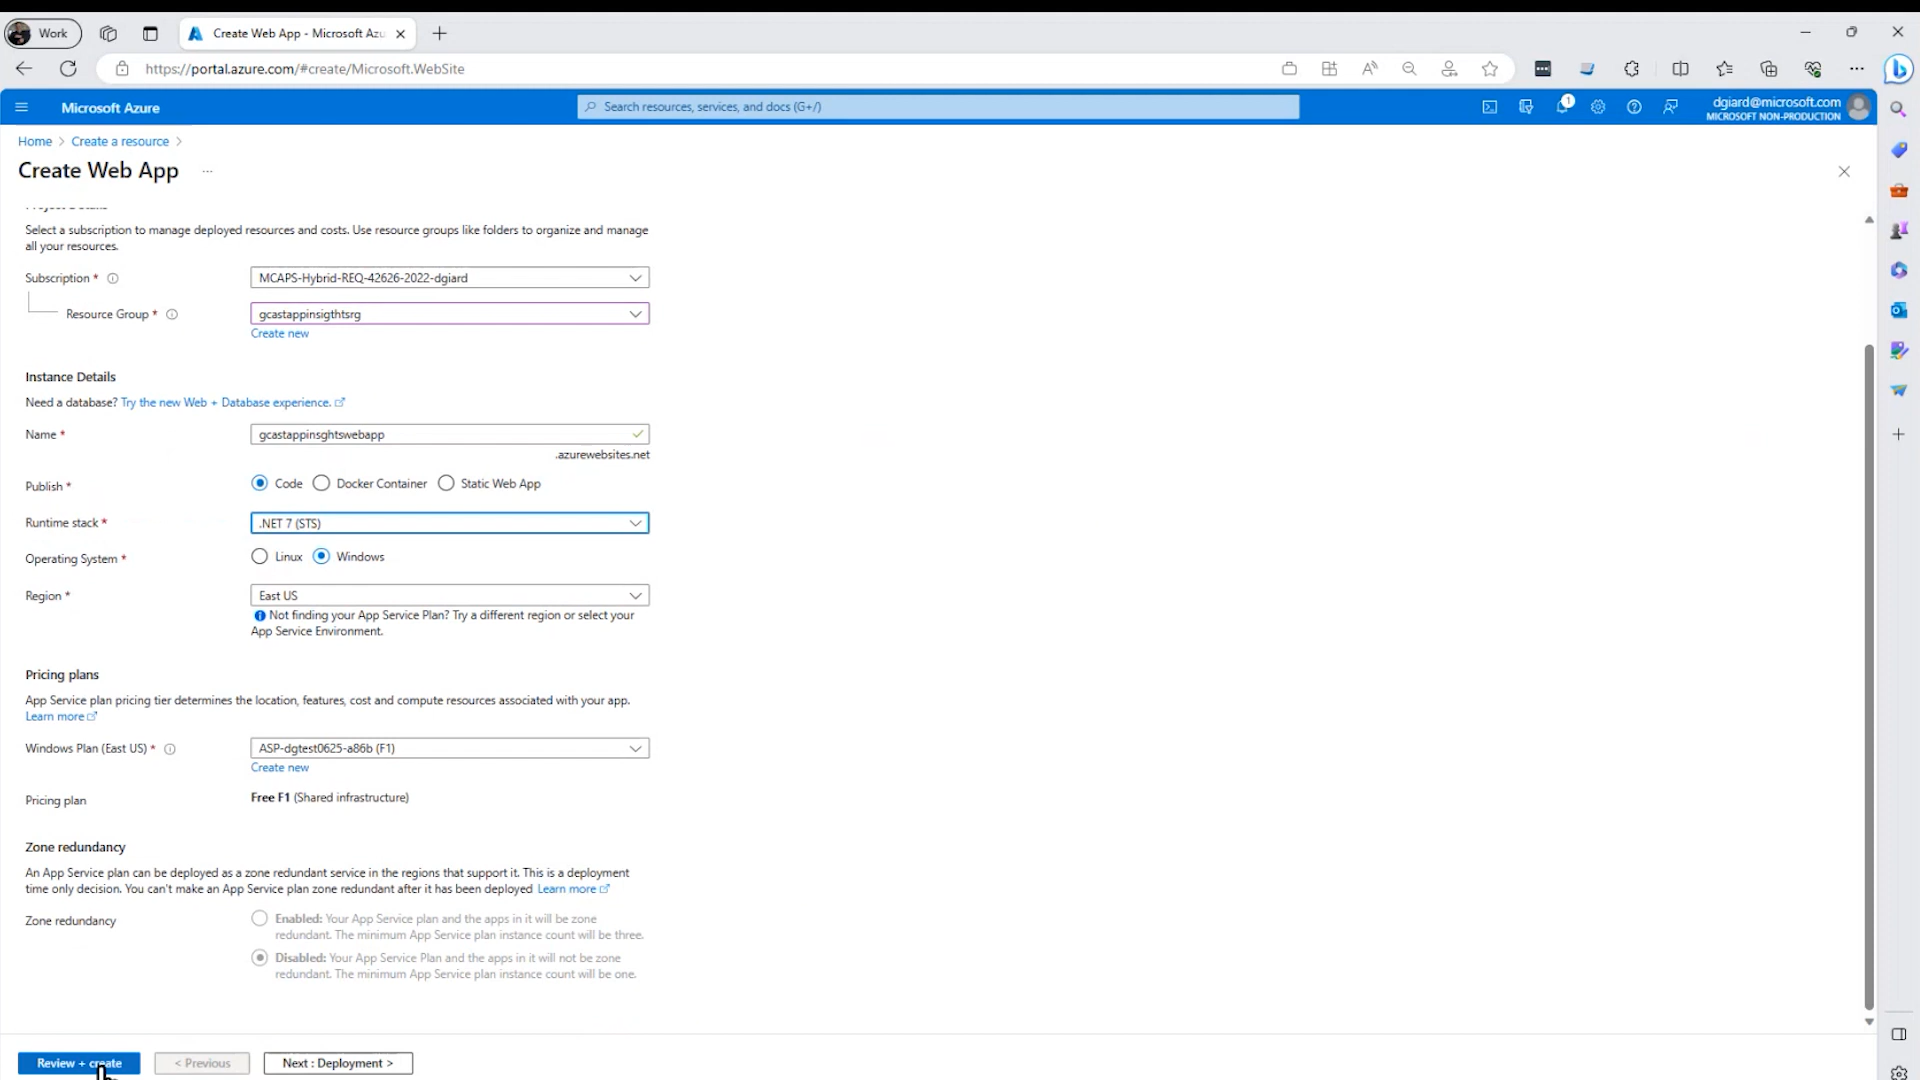 Work
Create Web App - Microsoft Azu
https://portal.azure.com/#create/Microsoft.WebSite
Microsoft Azure
Search resources, services, and docs (G+/)
1
dgiard@microsoft.com
MICROSOFT NON-PRODUCTION
Home > Create a resource >
Create Web App
...
Project Details
Select a subscription to manage deployed resources and costs. Use resource groups like folders to organize and manage
all your resources.
Subscription *
MCAPS-Hybrid-REQ-42626-2022-dgiard
Resource Group *
gcastappinsigthtsrg
Create new
Instance Details
Need a database? Try the new Web + Database experience.
Name *
gcastappinsghtswebapp
.azurewebsites.net
Publish *
Code Docker Container Static Web App
Runtime stack *
.NET 7 (STS)
Operating System *
Linux Windows
Region *
East US
Not finding your App Service Plan? Try a different region or select your
App Service Environment.
Pricing plans
App Service plan pricing tier determines the location, features, cost and compute resources associated with your app.
Learn more
Windows Plan (East US) *
ASP-dgtest0625-a86b (F1)
Create new
Pricing plan
Free F1 (Shared infrastructure)
Zone redundancy
An App Service plan can be deployed as a zone redundant service in the regions that support it. This is a deployment
time only decision. You can't make an App Service plan zone redundant after it has been deployed Learn more
Zone redundancy
Enabled: Your App Service plan and the apps in it will be zone
redundant. The minimum App Service plan instance count will be three.
Disabled: Your App Service Plan and the apps in it will not be zone
redundant. The minimum App Service plan instance count will be one.
Review + create
< Previous
Next : Deployment >